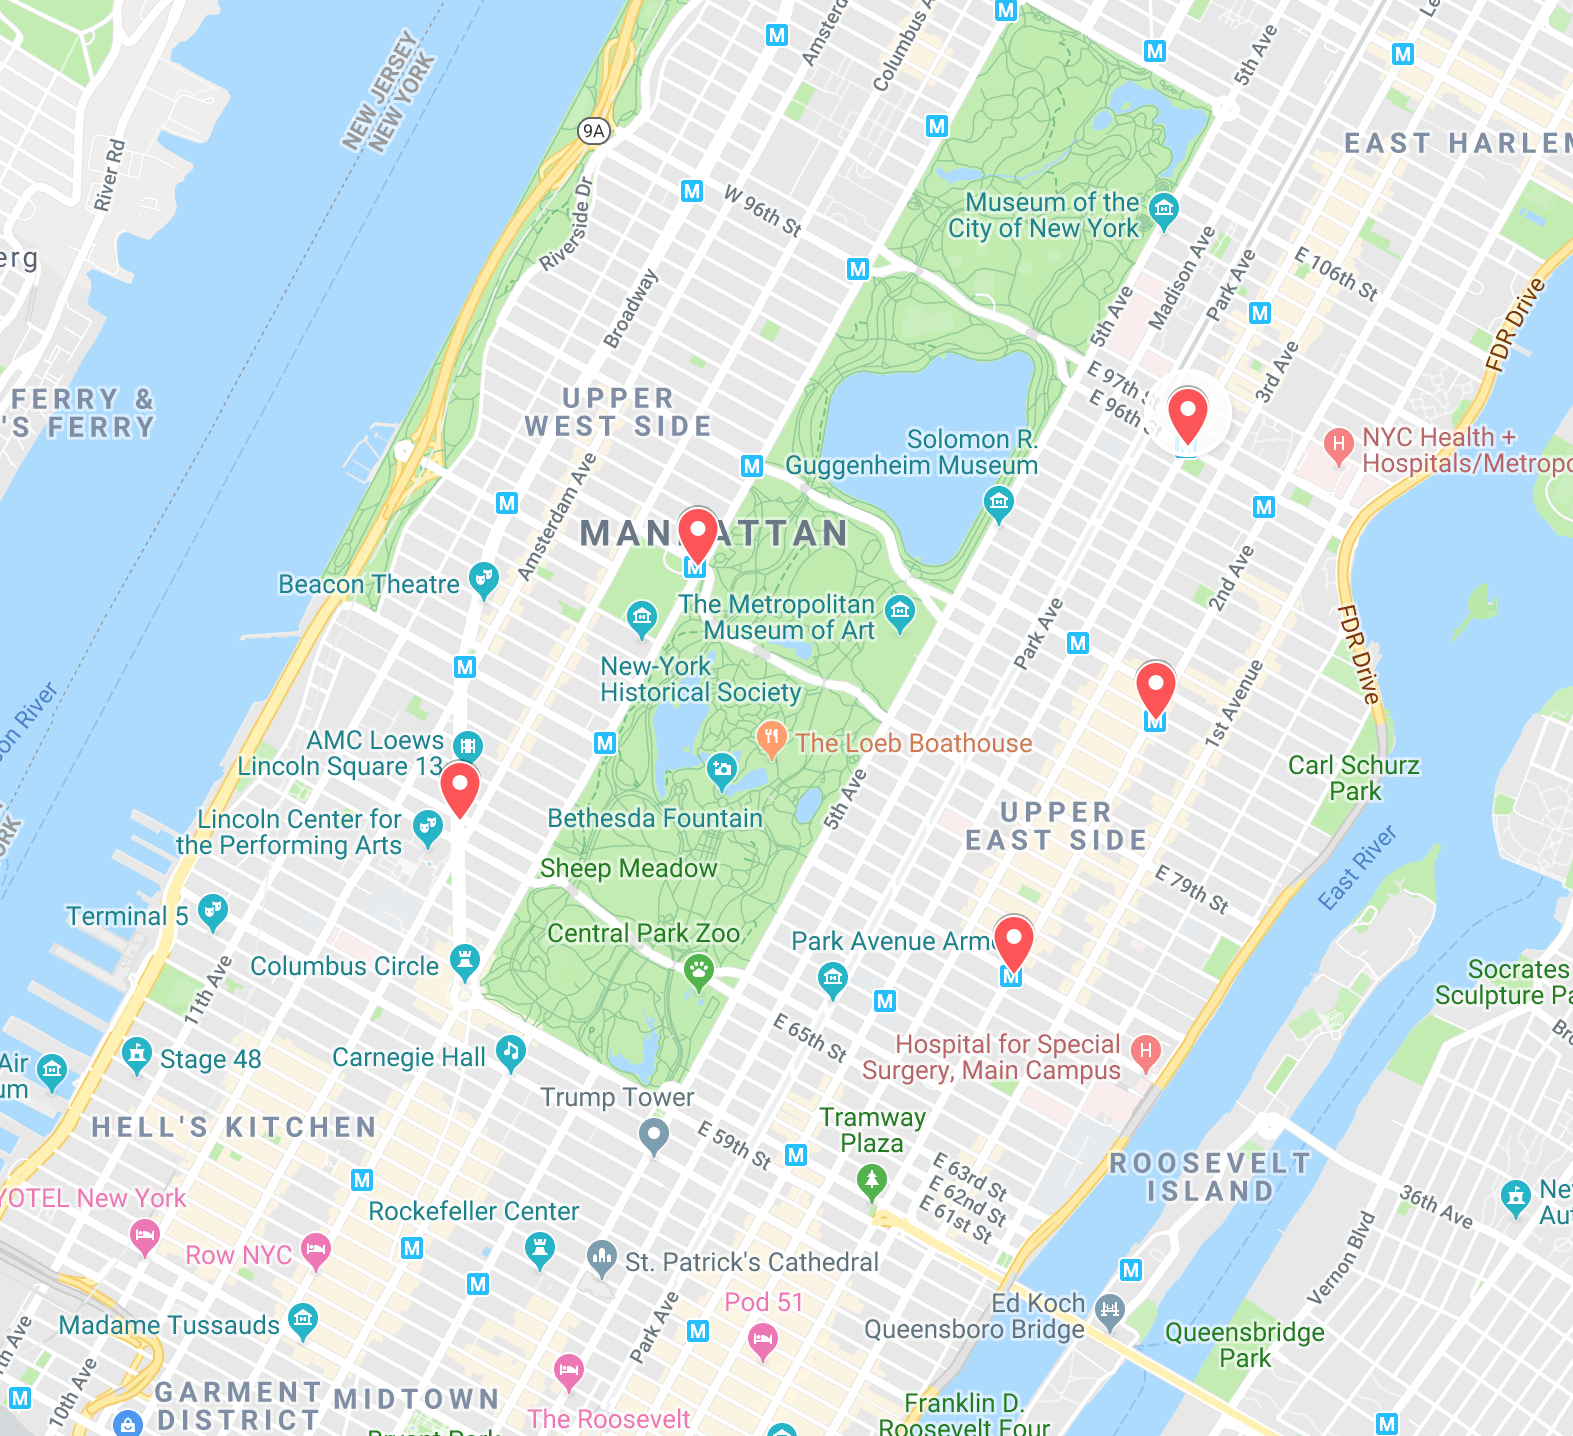 Amsterd
Columbus A
Le
5th Ave
NEW JERSEY
NEW YORK
9A
EAST HARLEM
River Rd
W 96th St
Riverside Dr
Museum of the
City of New York
Madison Ave
Park Ave
E 106th St
erg
Broadway
5th Ave
FDR Drive
3rd Ave
E 97th St
E 96th St
FERRY &
'S FERRY
UPPER
WEST SIDE
Solomon R.
Guggenheim Museum
NYC Health +
Hospitals/Metropo
Amsterdam Ave
MANHATTAN
2nd Ave
Beacon Theatre
The Metropolitan
Museum of Art
Park Ave
FDR Drive
New-York
Historical Society
1st Avenue
on River
AMC Loews
Lincoln Square 13
The Loeb Boathouse
Carl Schurz
Park
5th Ave
Lincoln Center for
the Performing Arts
Bethesda Fountain
UPPER
EAST SIDE
ORK
East River
Sheep Meadow
E 79th St
Terminal 5
Central Park Zoo
Park Avenue Armo
Columbus Circle
11th Ave
Socrates
Sculpture Pa
E 65th St
Bro
Air
um
Stage 48
Carnegie Hall
Hospital for Special
Surgery, Main Campus
Trump Tower
Tramway
Plaza
HELL'S KITCHEN
E 59th St
ROOSEVELT
ISLAND
E 63rd St
E 62nd St
E 61st St
YOTEL New York
36th Ave
Ne
Aut
Rockefeller Center
Row NYC
St. Patrick's Cathedral
Vernon Blvd
Pod 51
Ed Koch
Queensboro Bridge
Madame Tussauds
Park Ave
Queensbridge
Park
th Ave
10th Ave
GARMENT
DISTRICT
MIDTOWN
The Roosevelt
Franklin D.
Roosevelt Four
Bryant Park